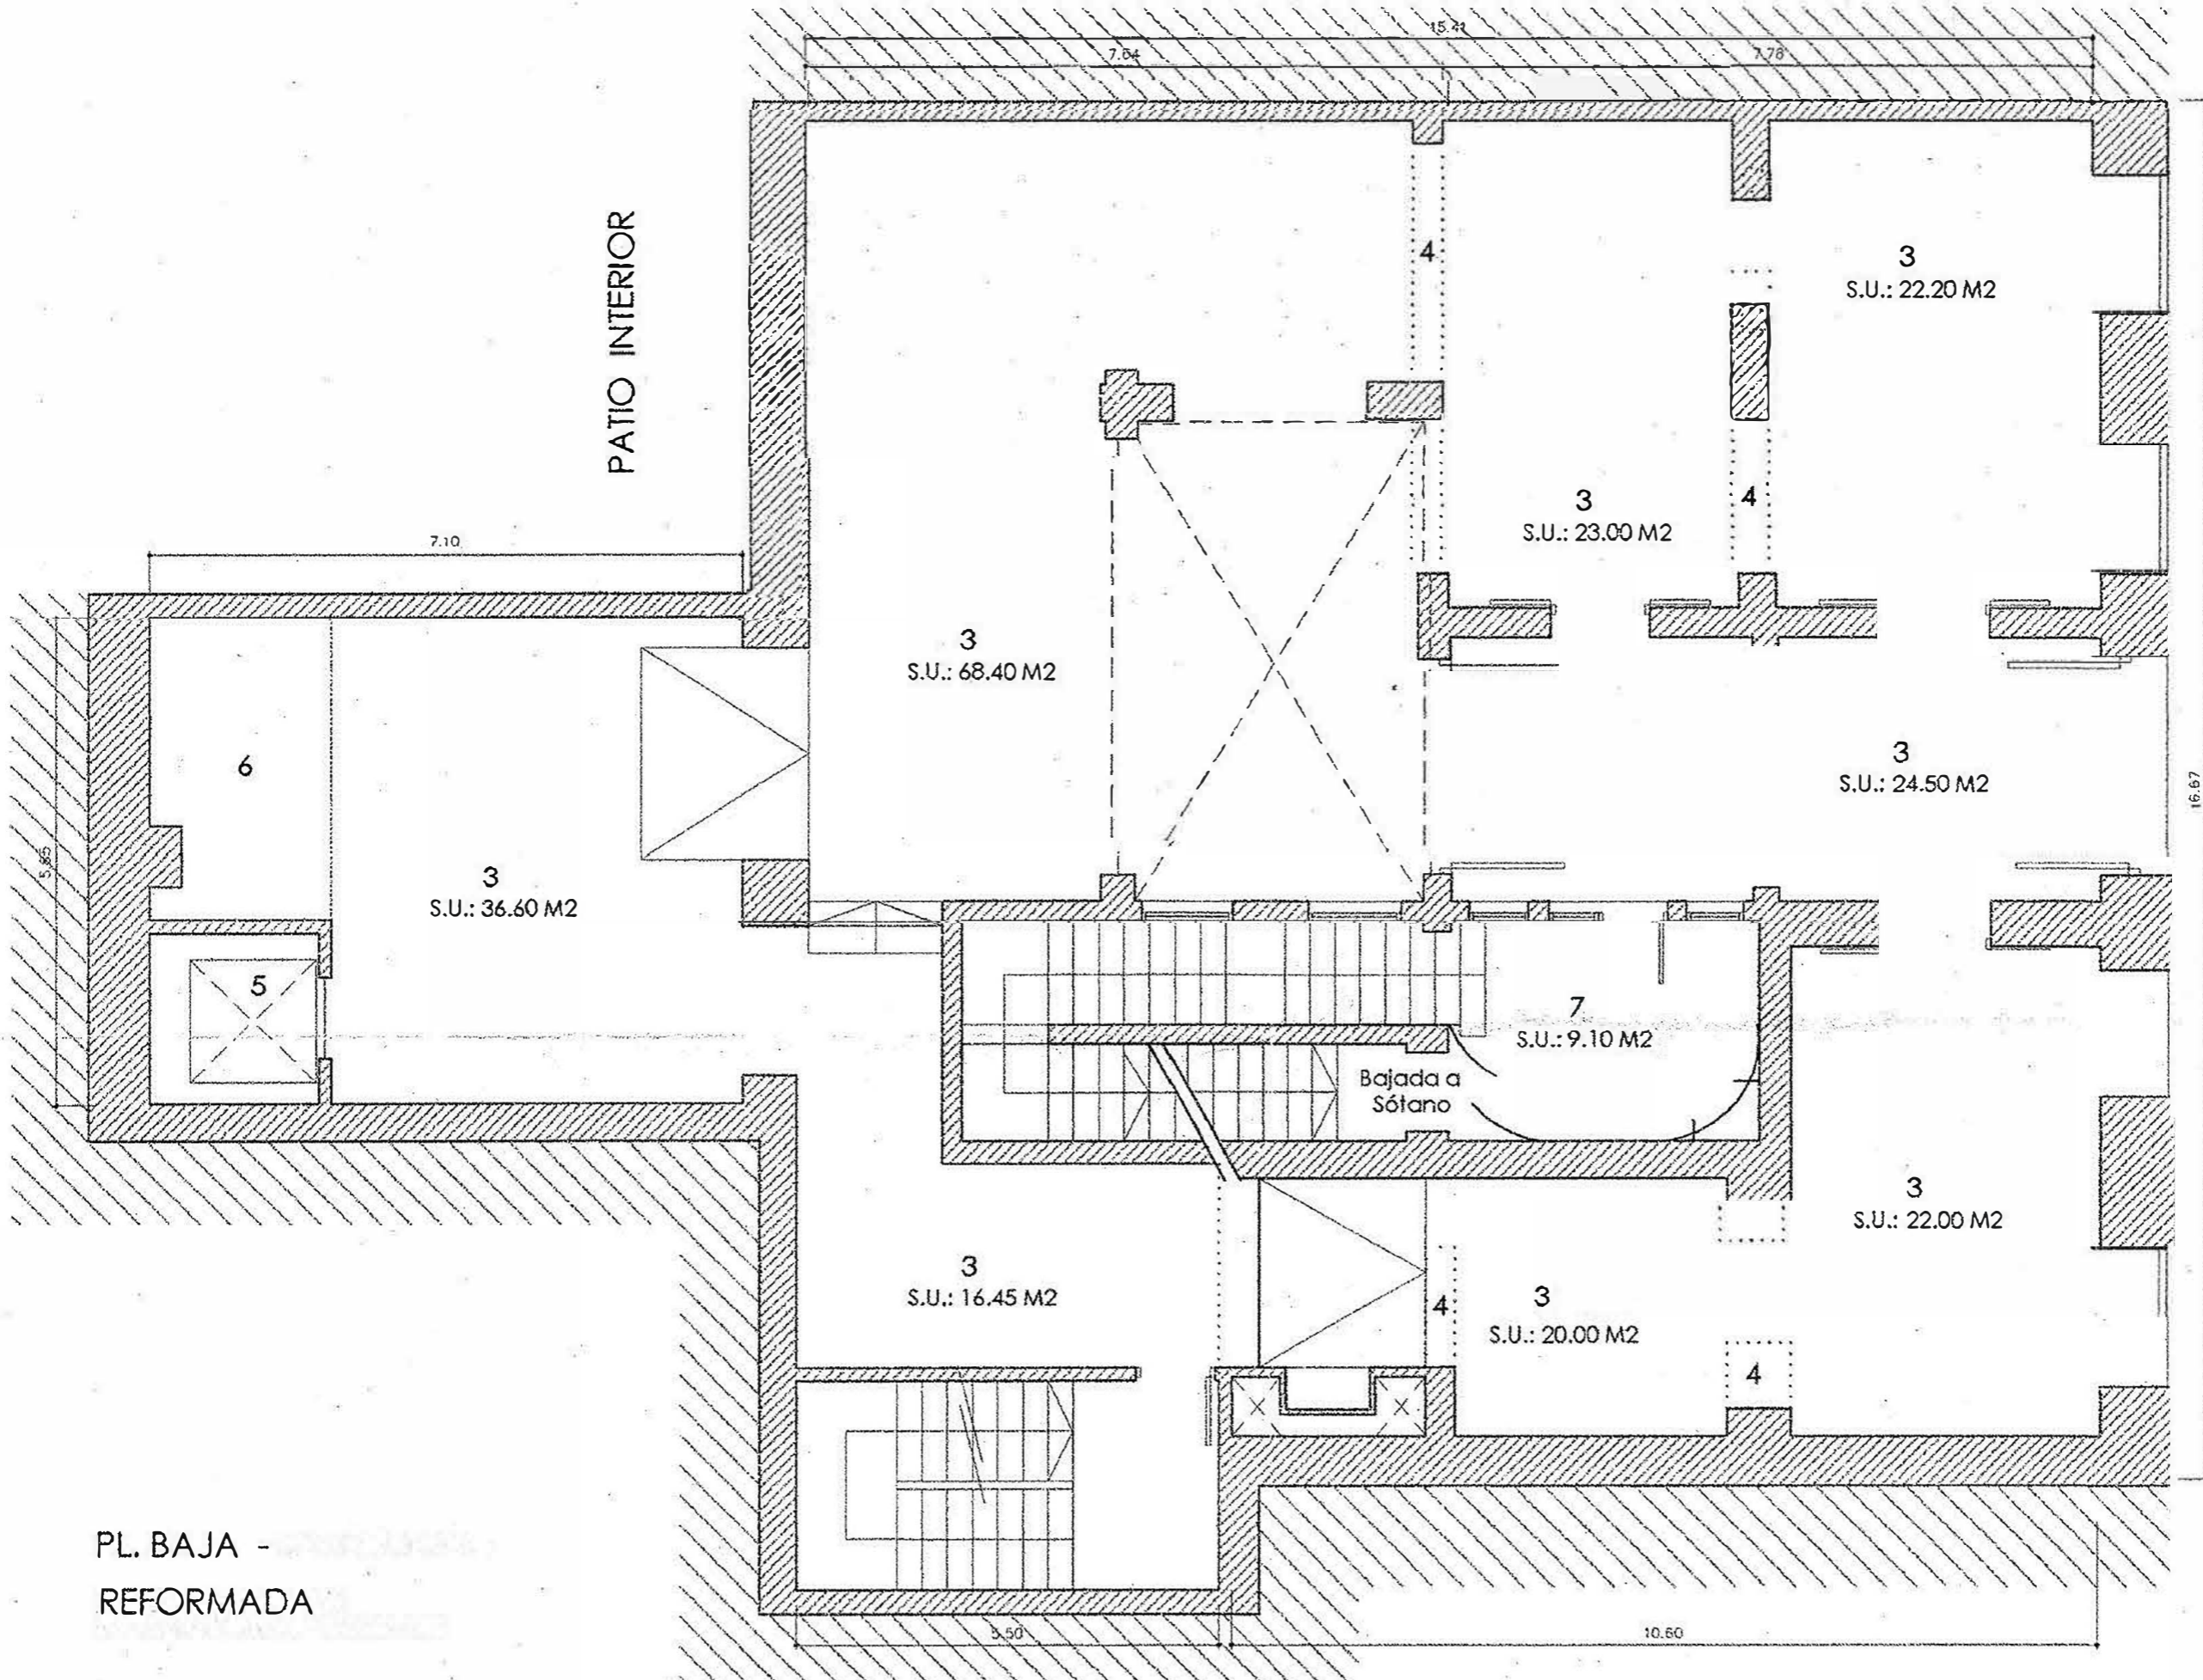 15.41
7.64
7.78
PATIO INTERIOR
4
3
S.U.: 22.20 M2
3
S.U.: 23.00 M2
4
7.10
3
S.U.: 68.40 M2
6
3
S.U.: 24.50 M2
16.67
5.85
3
S.U.: 36.60 M2
5
7
S.U.: 9.10 M2
Bajada a
Sótano
3
S.U.: 22.00 M2
3
S.U.: 16.45 M2
4
3
S.U.: 20.00 M2
4
PL. BAJA -
REFORMADA
5.50
10.60